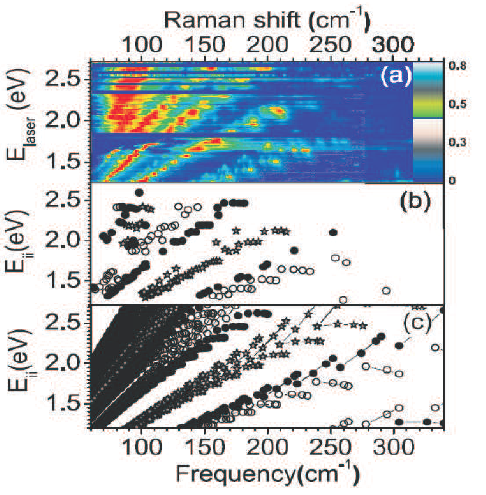 Raman shift(cm⁻¹)
100 150 200 250 300
2.5
2.0
1.5
E_laser (eV)
(a)
0.8
0.5
0.3
0
2.5
2.0
1.5
E_ii(eV)
(b)
2.5
2.0
1.5
E_ii(eV)
(c)
100 150 200 250 300
Frequency(cm⁻¹)